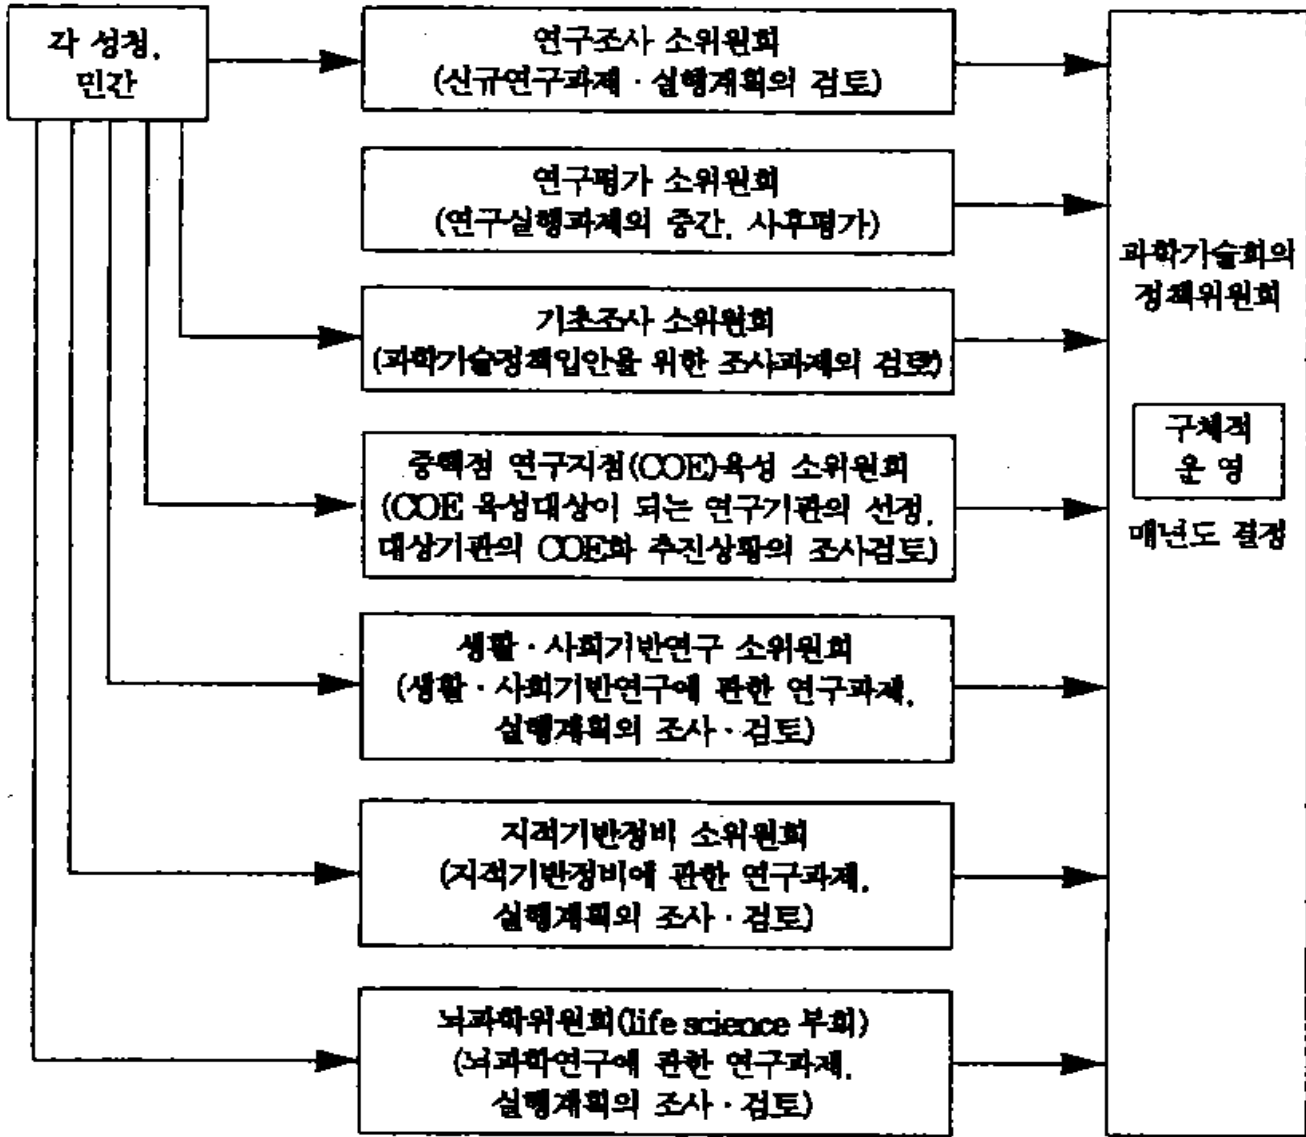 각 성청,
민간
연구조사 소위원회
(신규연구과제 · 실행계획의 검토)
연구평가 소위원회
(연구실행과제의 중간, 사후평가)
기초조사 소위원회
(과학기술정책입안을 위한 조사과제의 검토)
중핵점 연구지점(COE)육성 소위원회
(COE 육성대상이 되는 연구기관의 선정,
대상기관의 COE화 추진상황의 조사검토)
생활 · 사회기반연구 소위원회
(생활 · 사회기반연구에 관한 연구과제,
실행계획의 조사 · 검토)
지적기반정비 소위원회
(지적기반정비에 관한 연구과제,
실행계획의 조사 · 검토)
뇌과학위원회(life science 부회)
(뇌과학연구에 관한 연구과제,
실행계획의 조사 · 검토)
과학기술회의
정책위원회
구체적
운 영
매년도 결정